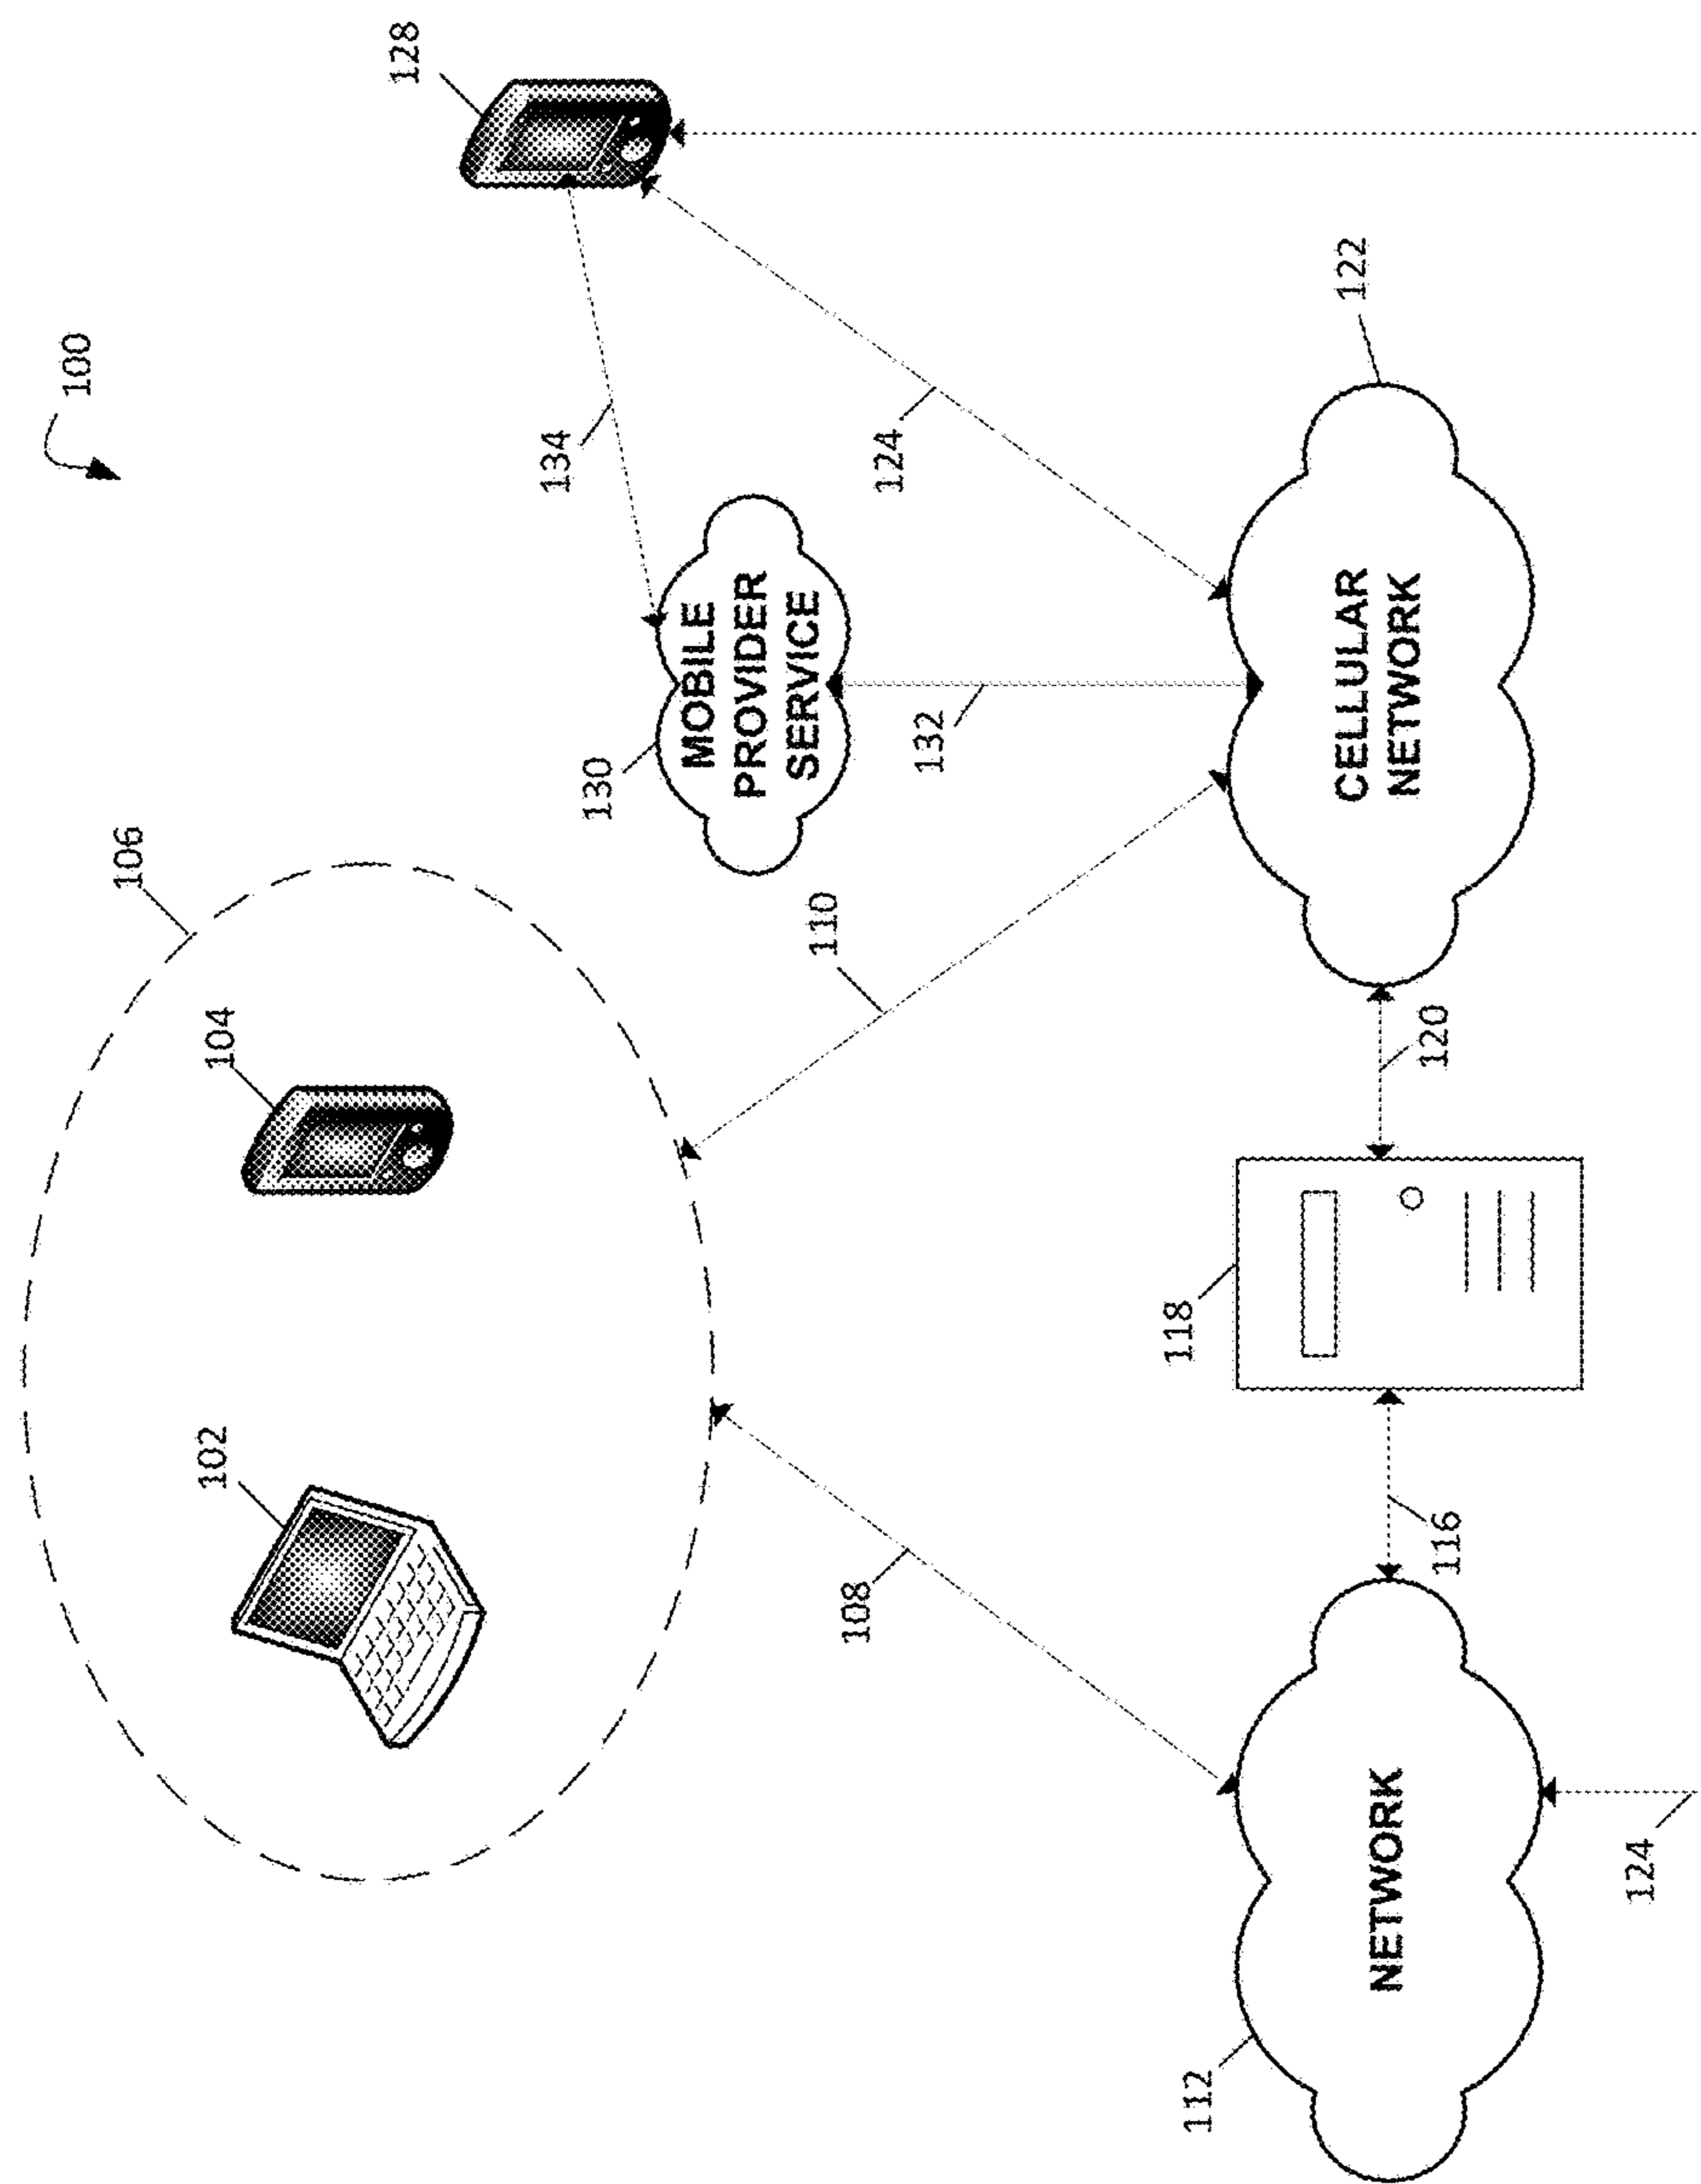 100
106
102
104
128
134
130
MOBILE
PROVIDER
SERVICE
110
108
124
132
118
112
122
CELLULAR
NETWORK
NETWORK
120
116
124